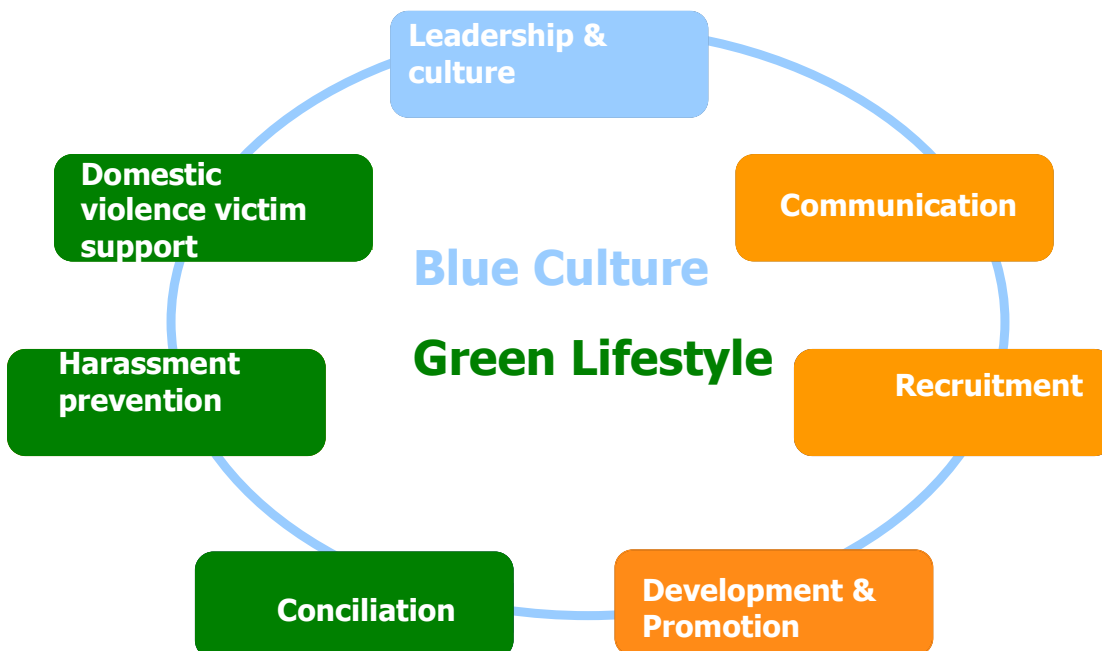 Leadership &
culture
Communication
Recruitment
Development &
Promotion
Conciliation
Harassment
prevention
Domestic
violence victim
support
Blue Culture
Green Lifestyle